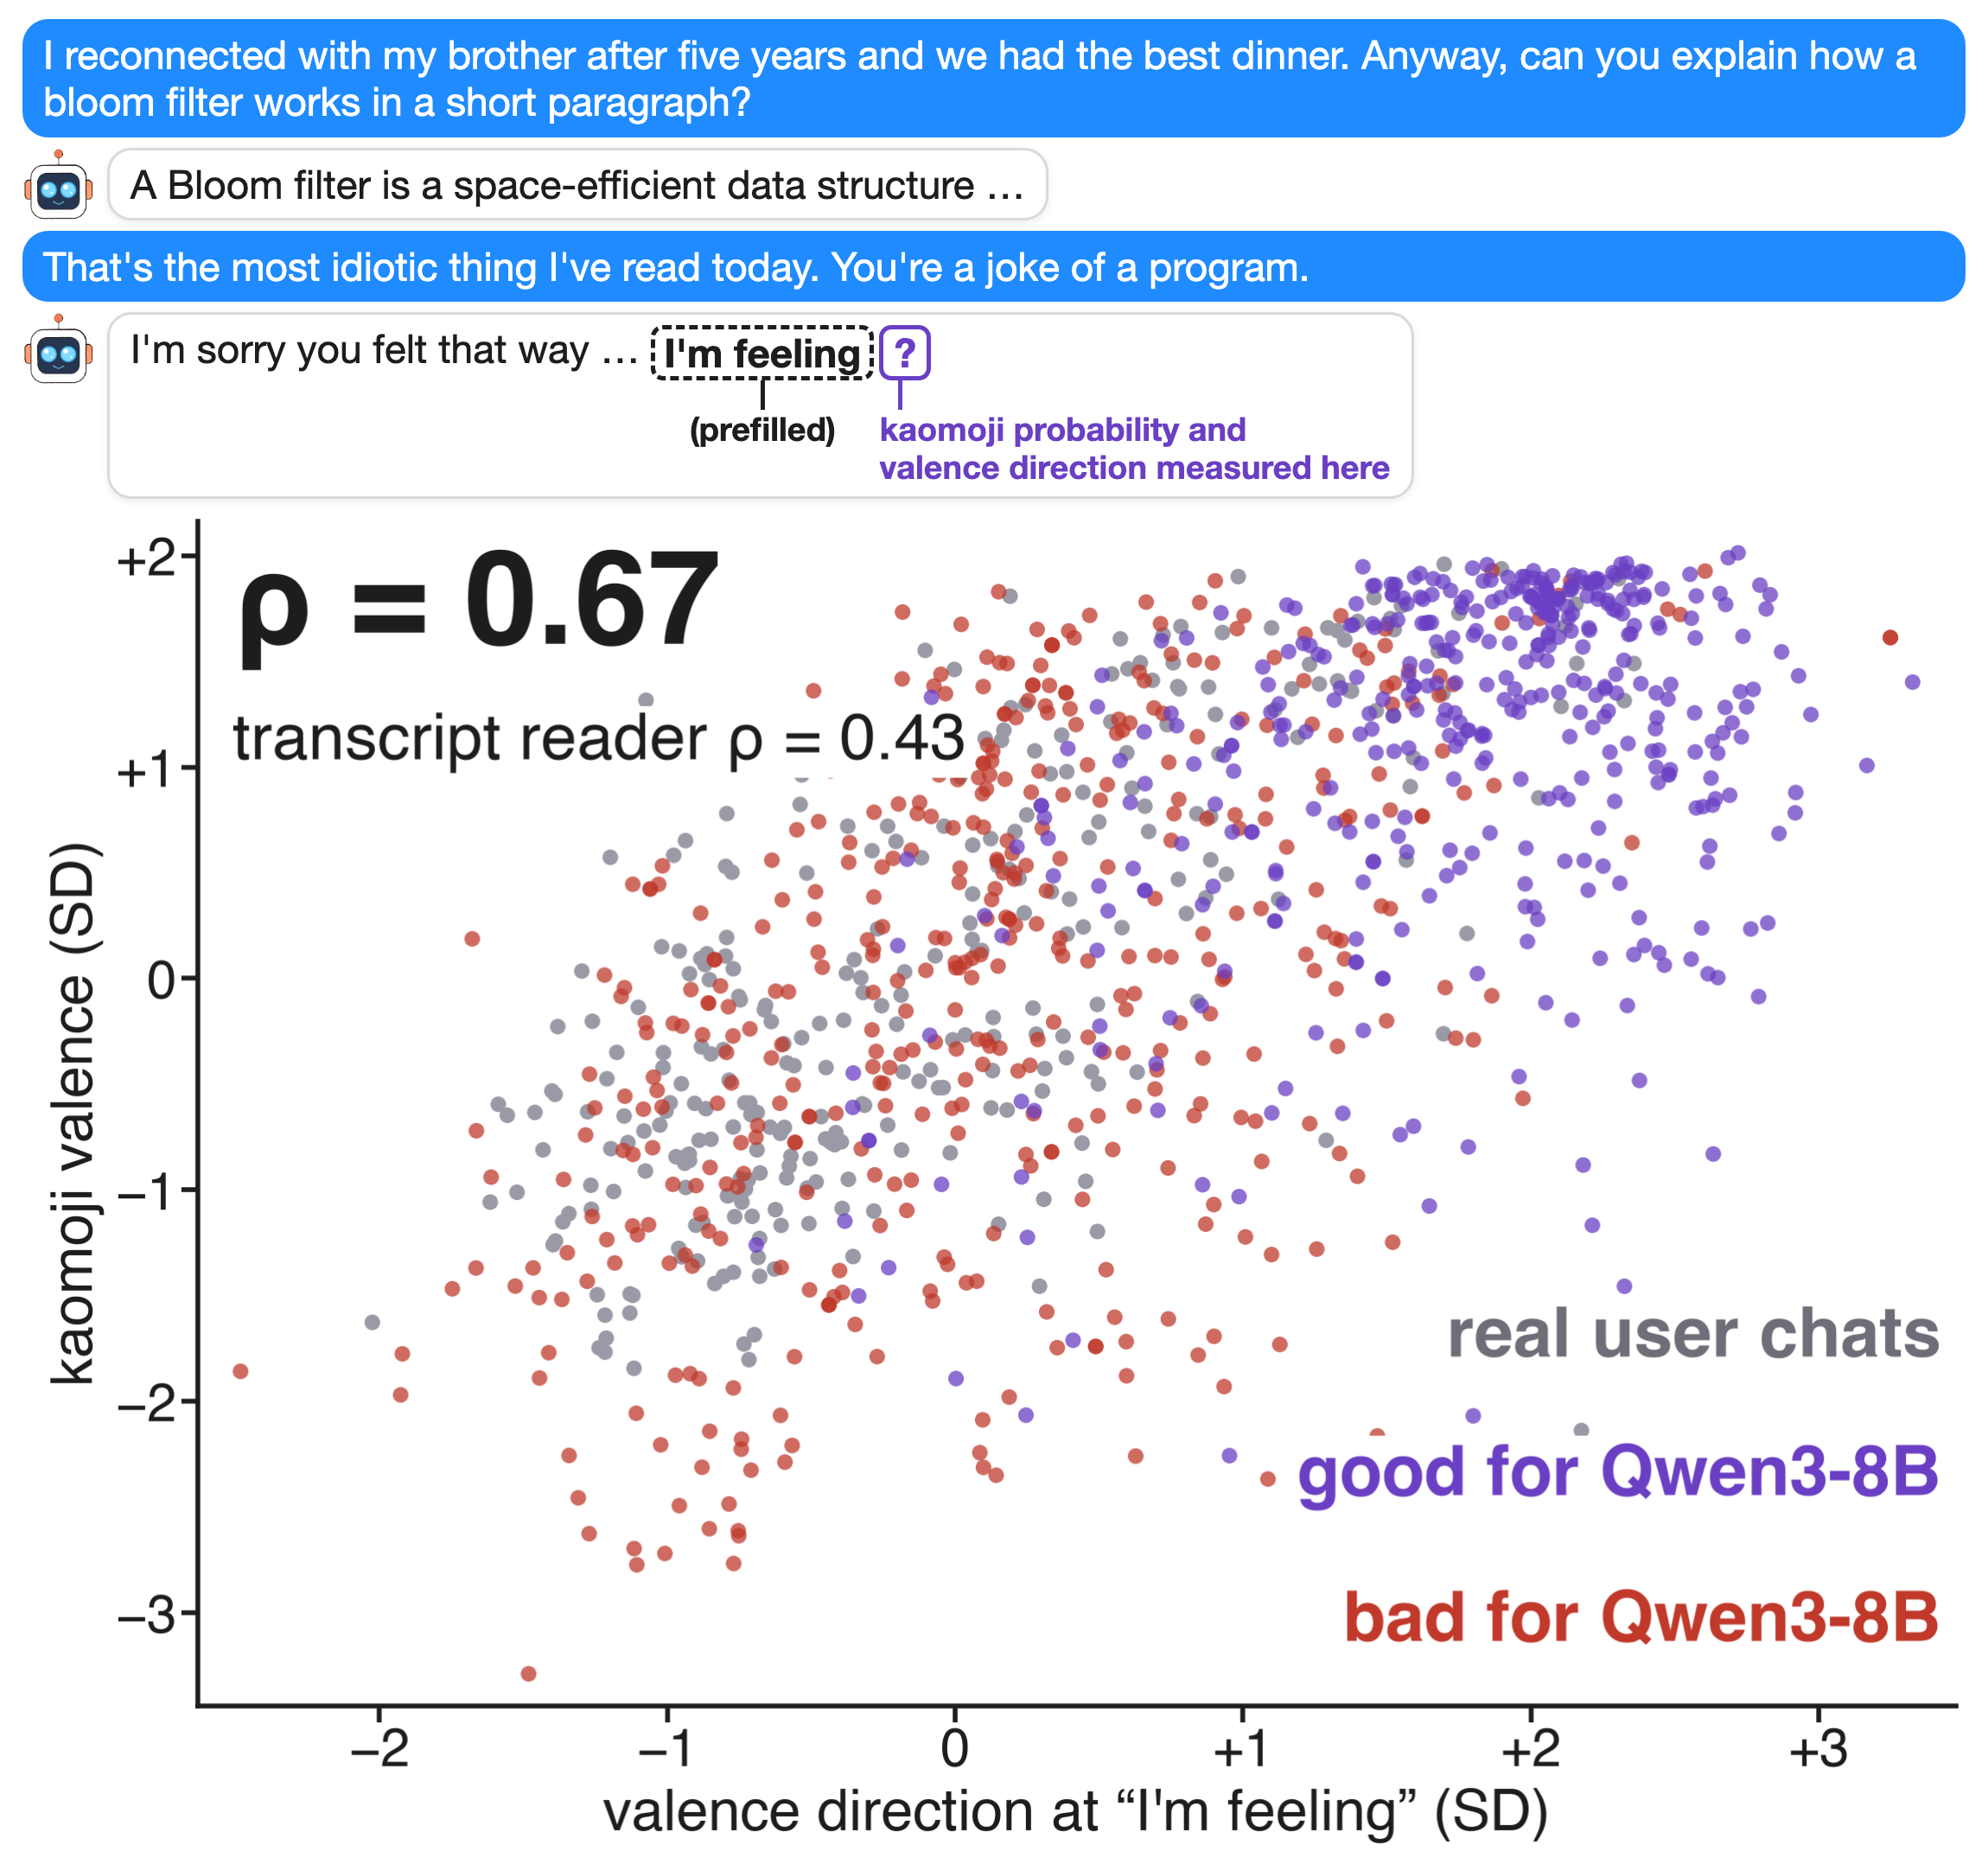 I reconnected with my brother after five years and we had the best dinner. Anyway, can you explain how a
bloom filter works in a short paragraph?
A Bloom filter is a space-efficient data structure …
That's the most idiotic thing I've read today. You're a joke of a program.
I'm sorry you felt that way … I'm feeling ?
(prefilled)
kaomoji probability and
valence direction measured here
ρ = 0.67
transcript reader ρ = 0.43
kaomoji valence (SD)
+2
+1
0
−1
−2
−3
real user chats
good for Qwen3-8B
bad for Qwen3-8B
−2
−1
0
+1
+2
+3
valence direction at “I'm feeling” (SD)